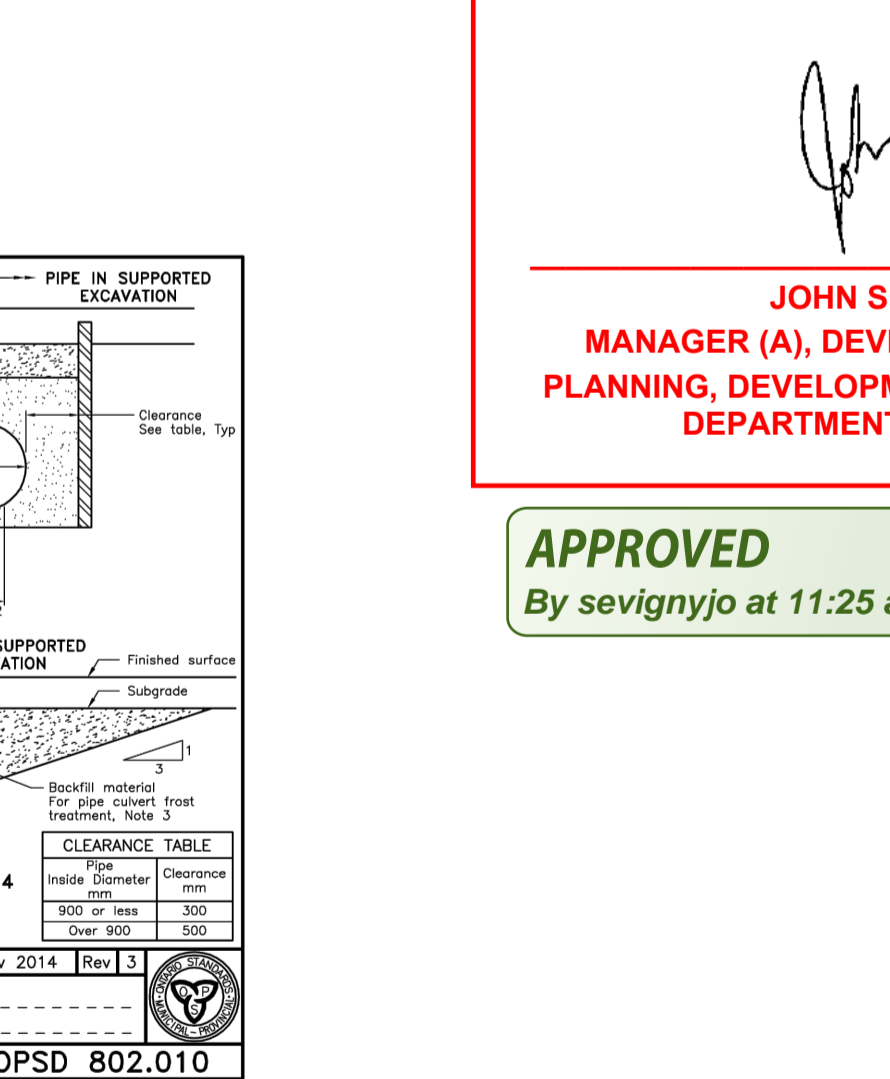 PIPE IN SUPPORTED
EXCAVATION
Clearance
See table, Typ
SUPPORTED
Finished surface
Subgrade
1
3
Backfill material
For pipe culvert frost
treatment, Note 3
4
CLEARANCE TABLE
Pipe
Inside Diameter
mm
Clearance
mm
900 or less
300
Over 900
500
2014
Rev
3
ONTARIO STANDARDS
MUNICIPAL - PROVINCIAL
O P
S
OPSD 802.010
John
JOHN S
MANAGER (A), DEV
PLANNING, DEVELOPM
DEPARTMENT
APPROVED
By sevignyjo at 11:25 a